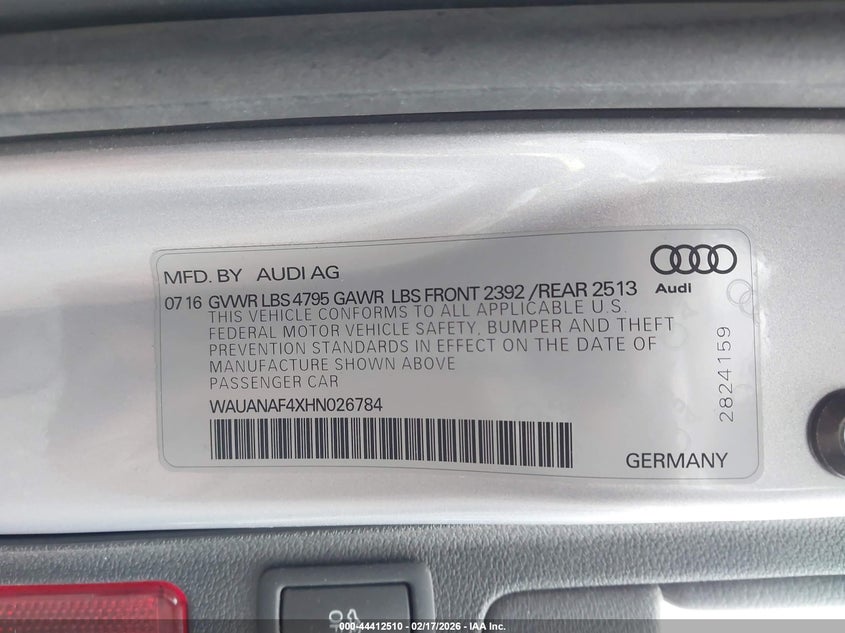 MFD. BY AUDI AG
Audi
07 16 GVWR LBS 4795 GAWR LBS FRONT 2392 /REAR 2513
THIS VEHICLE CONFORMS TO ALL APPLICABLE U.S.
FEDERAL MOTOR VEHICLE SAFETY, BUMPER AND THEFT
PREVENTION STANDARDS IN EFFECT ON THE DATE OF
MANUFACTURE SHOWN ABOVE
PASSENGER CAR
WAUANAF4XHN026784
2824159
GERMANY
OFF
000-44412510 - 02/17/2026 - IAA Inc.